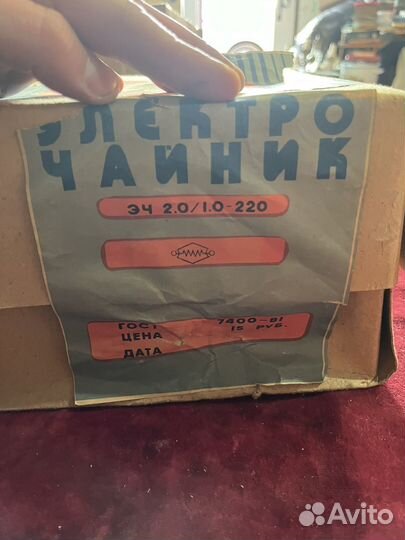 ЭЛЕКТРО
ЧАЙНИК
ЭЧ 2.0/1.0-220
ГОСТ 7400-81
ЦЕНА 15 РУБ.
ДАТА
Avito